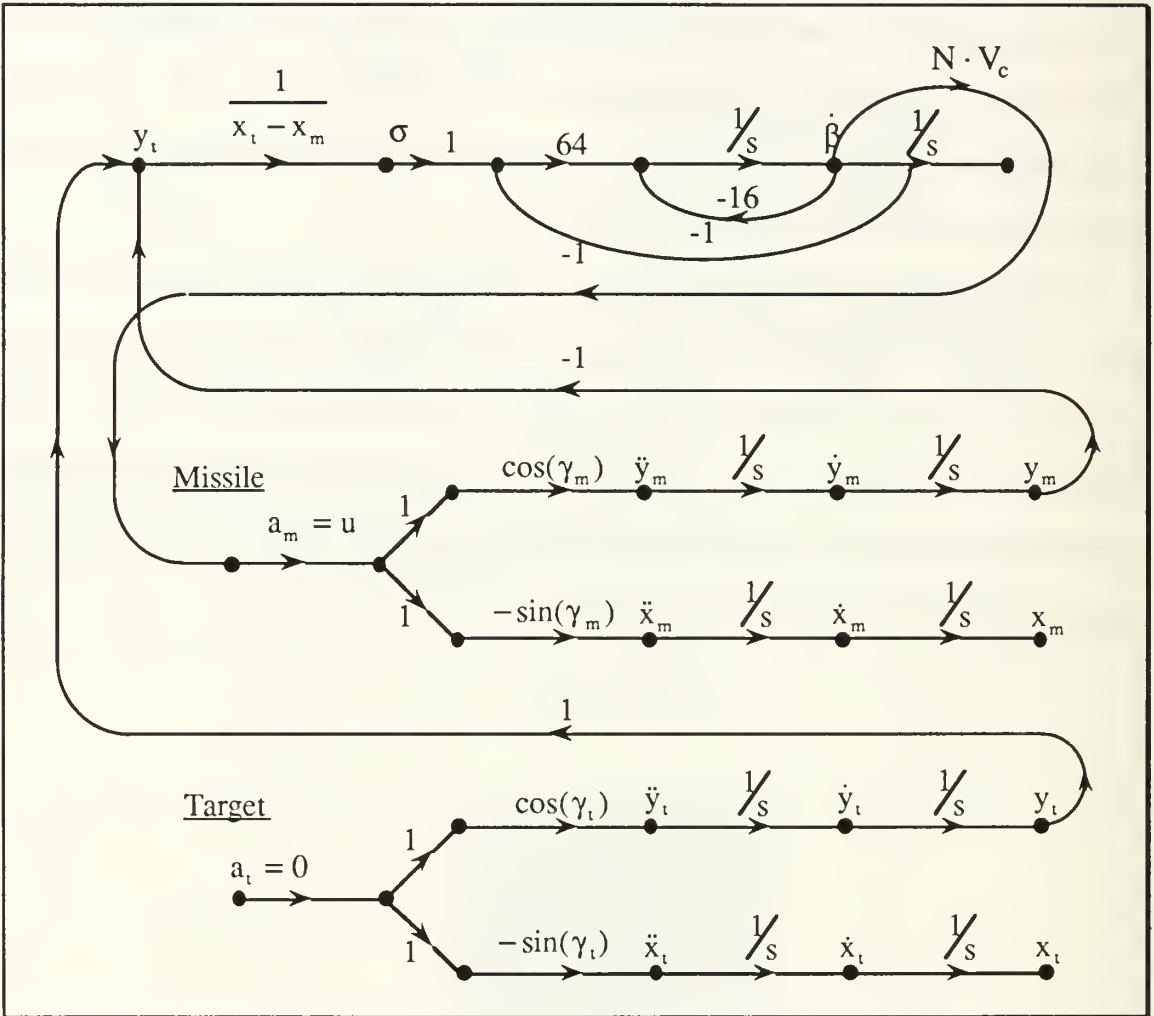 N · V_c
1
x_t − x_m
y_t
σ
1
64
1/s
β̇
1/s
-16
-1
-1
-1
Missile
cos(γ_m)
ÿ_m
1/s
ẏ_m
1/s
y_m
1
a_m = u
1
−sin(γ_m)
ẍ_m
1/s
ẋ_m
1/s
x_m
1
Target
cos(γ_t)
ÿ_t
1/s
ẏ_t
1/s
y_t
1
a_t = 0
1
−sin(γ_t)
ẍ_t
1/s
ẋ_t
1/s
x_t